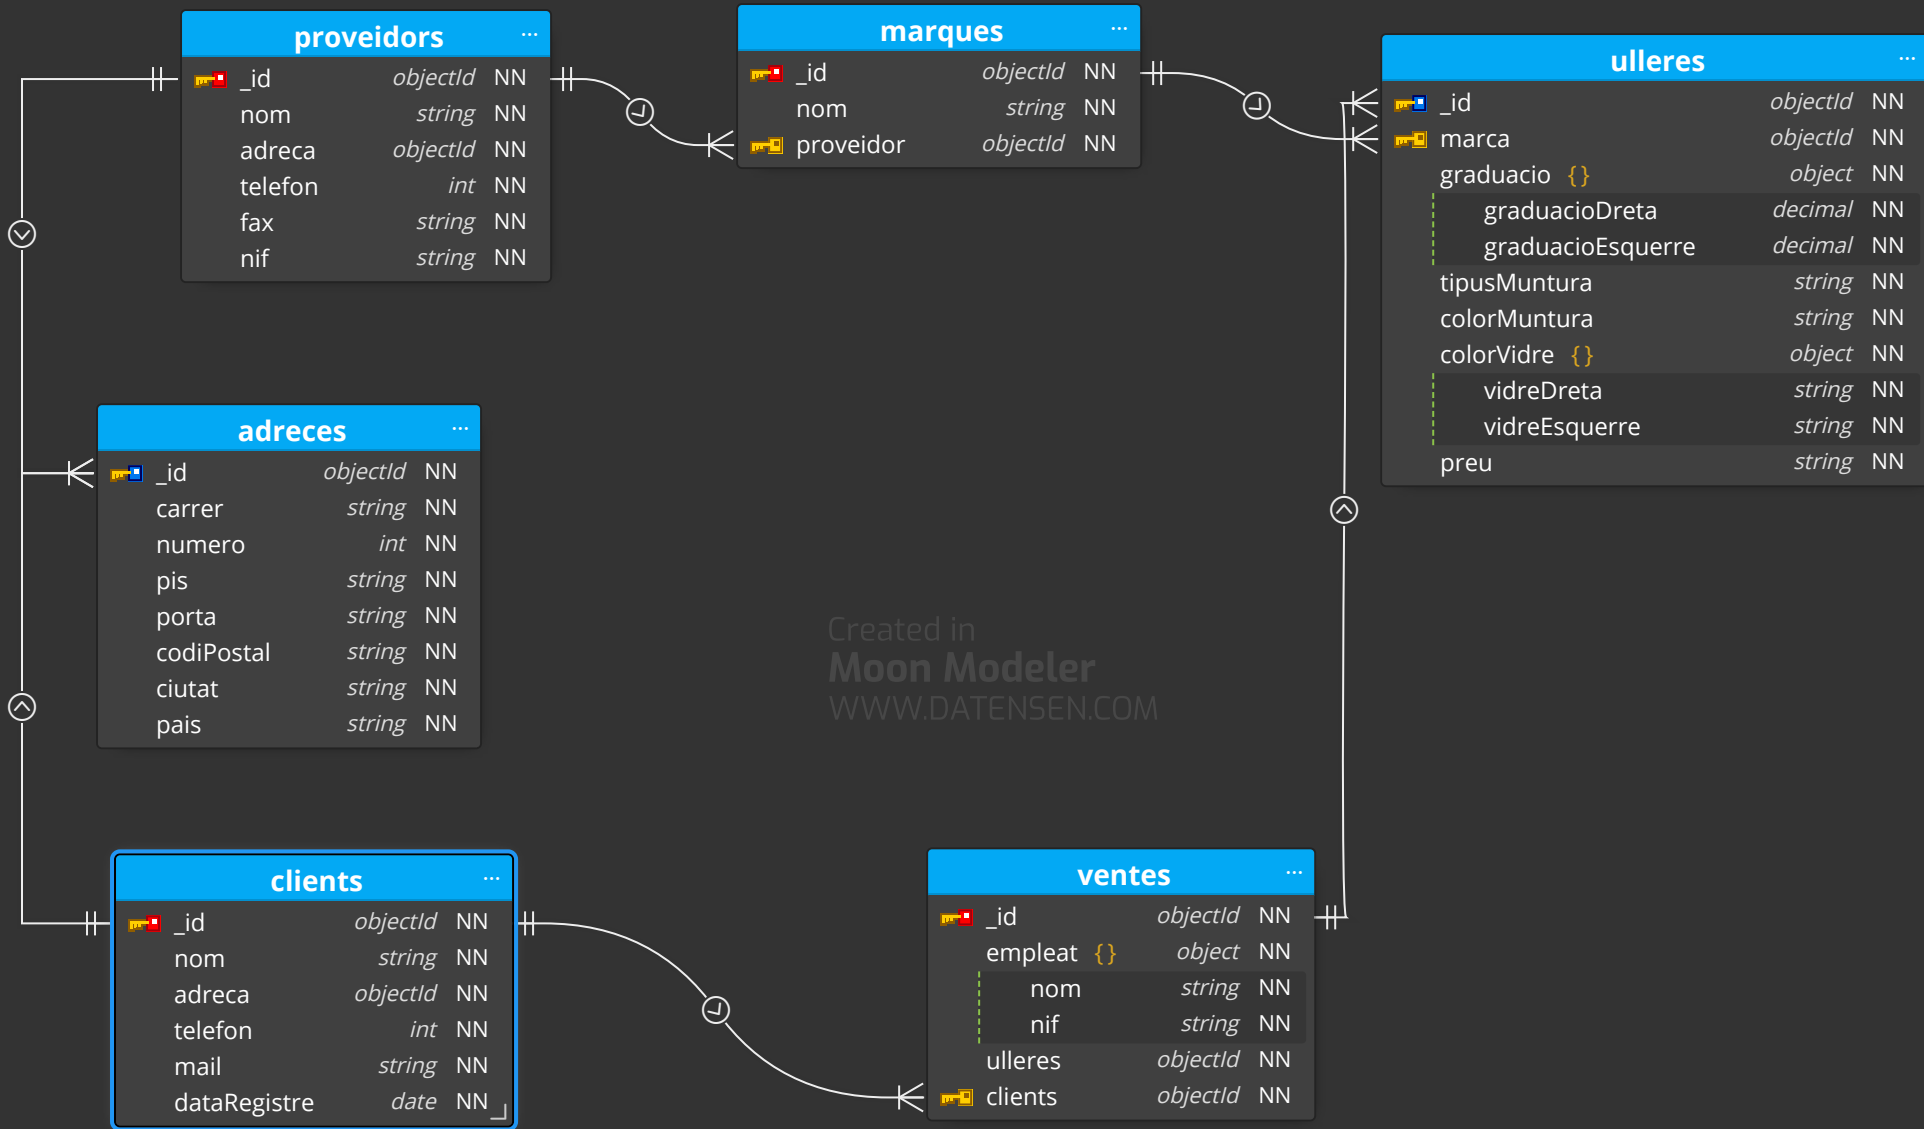 proveidors ...
_id objectId NN
nom string NN
adreca objectId NN
telefon int NN
fax string NN
nif string NN
marques ...
_id objectId NN
nom string NN
proveidor objectId NN
ulleres ...
_id objectId NN
marca objectId NN
graduacio {} object NN
graduacioDreta decimal NN
graduacioEsquerre decimal NN
tipusMuntura string NN
colorMuntura string NN
colorVidre {} object NN
vidreDreta string NN
vidreEsquerre string NN
preu string NN
adreces ...
_id objectId NN
carrer string NN
numero int NN
pis string NN
porta string NN
codiPostal string NN
ciutat string NN
pais string NN
Created in
Moon Modeler
WWW.DATENSEN.COM
clients ...
_id objectId NN
nom string NN
adreca objectId NN
telefon int NN
mail string NN
dataRegistre date NN
ventes ...
_id objectId NN
empleat {} object NN
nom string NN
nif string NN
ulleres objectId NN
clients objectId NN